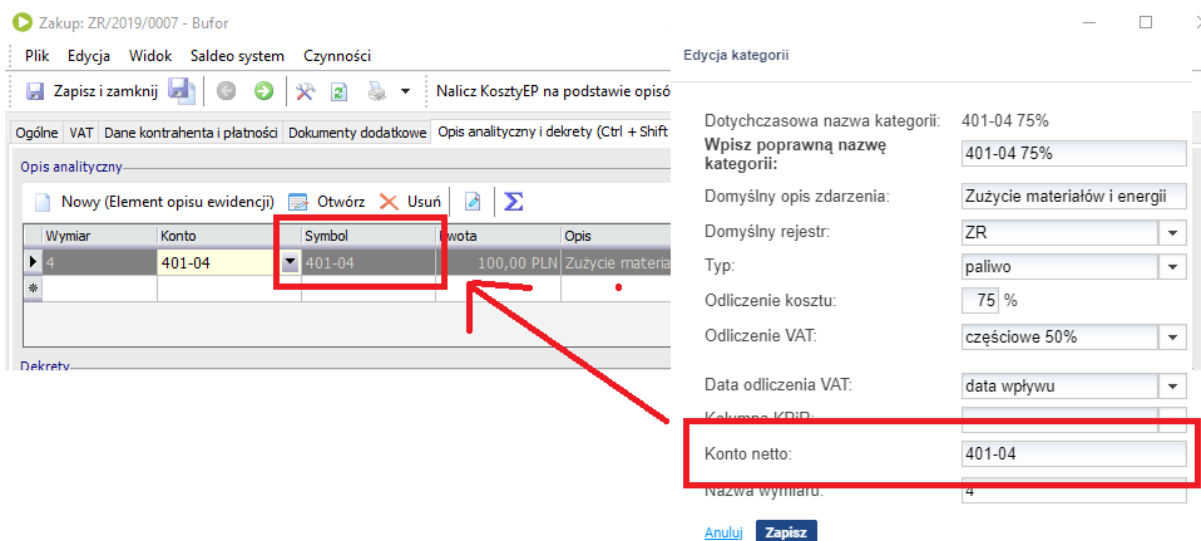 Zakup: ZR/2019/0007 - Bufor
Plik Edycja Widok Saldeo system Czynności
Zapisz i zamknij Nalicz KosztyEP na podstawie opisó
Ogólne VAT Dane kontrahenta i płatności Dokumenty dodatkowe Opis analityczny i dekrety (Ctrl + Shift
Opis analityczny
Nowy (Element opisu ewidencji) Otwórz Usuń Σ
Wymiar Konto Symbol Kwota Opis
4 401-04 401-04 100,00 PLN Zużycie materia
Dekrety
Edycja kategorii
Dotychczasowa nazwa kategorii: 401-04 75%
Wpisz poprawną nazwę kategorii: 401-04 75%
Domyślny opis zdarzenia: Zużycie materiałów i energii
Domyślny rejestr: ZR
Typ: paliwo
Odliczenie kosztu: 75 %
Odliczenie VAT: częściowe 50%
Data odliczenia VAT: data wpływu
Kolumna KPiR:
Konto netto: 401-04
Nazwa wymiaru: 4
Anuluj Zapisz